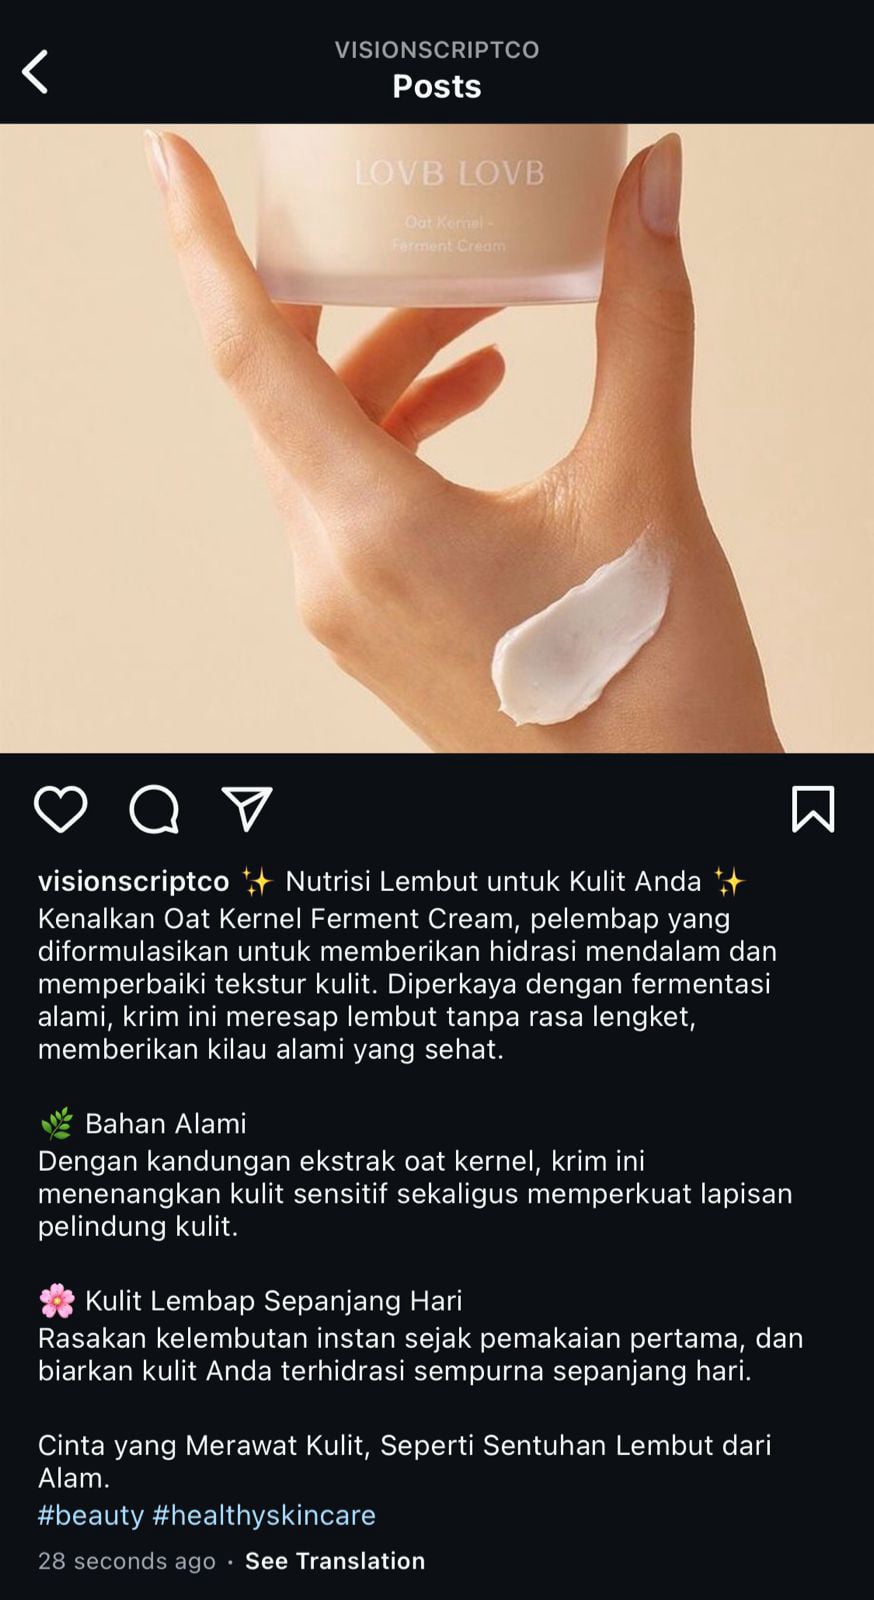 VISIONSCRIPTCO
Posts
LOVB LOVB
Oat Kernel -
Ferment Cream
visionscriptco ✨ Nutrisi Lembut untuk Kulit Anda ✨
Kenalkan Oat Kernel Ferment Cream, pelembap yang
diformulasikan untuk memberikan hidrasi mendalam dan
memperbaiki tekstur kulit. Diperkaya dengan fermentasi
alami, krim ini meresap lembut tanpa rasa lengket,
memberikan kilau alami yang sehat.
🌿 Bahan Alami
Dengan kandungan ekstrak oat kernel, krim ini
menenangkan kulit sensitif sekaligus memperkuat lapisan
pelindung kulit.
🌸 Kulit Lembap Sepanjang Hari
Rasakan kelembutan instan sejak pemakaian pertama, dan
biarkan kulit Anda terhidrasi sempurna sepanjang hari.
Cinta yang Merawat Kulit, Seperti Sentuhan Lembut dari
Alam.
#beauty #healthyskincare
28 seconds ago · See Translation